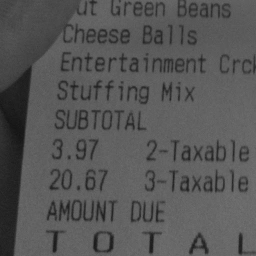 ut Green Beans
Cheese Balls
Entertainment Crck
Stuffing Mix
SUBTOTAL
3.97 2-Taxable
20.67 3-Taxable
AMOUNT DUE
TOTAL